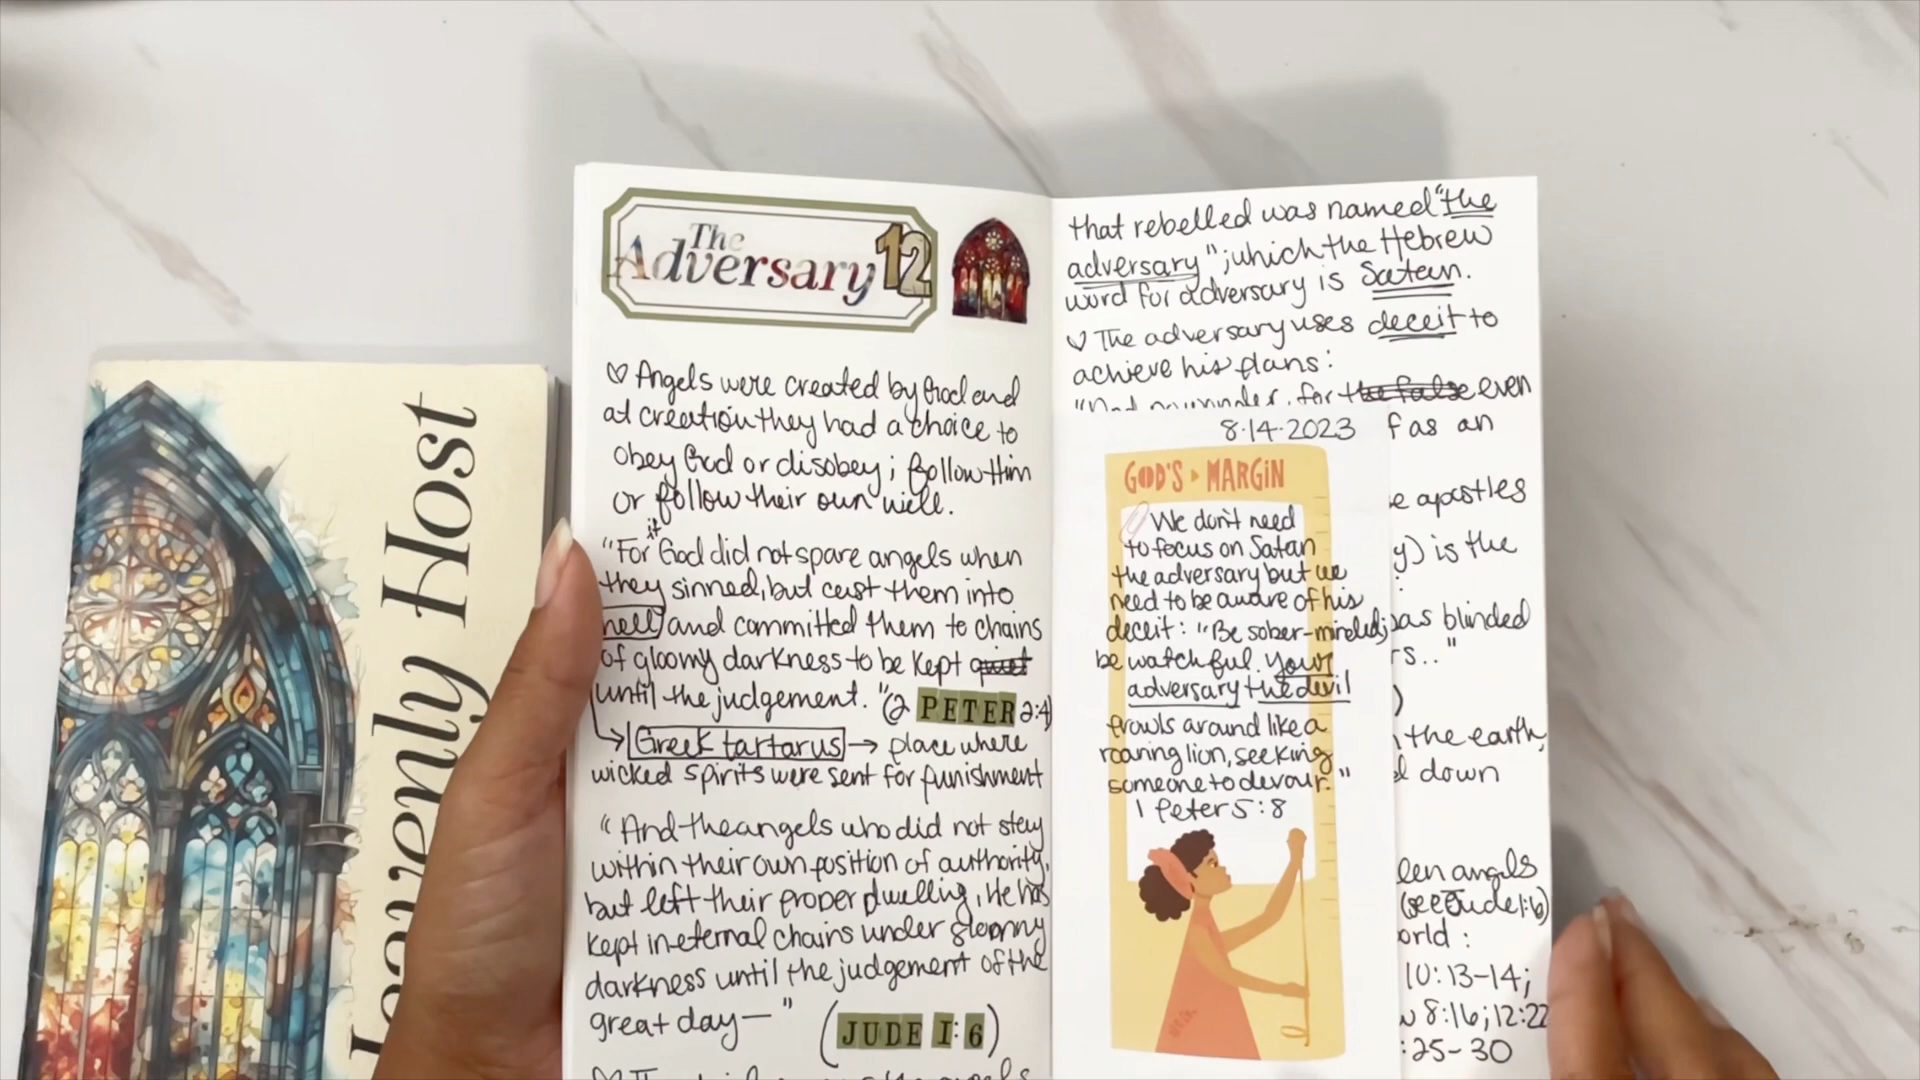 Heavenly Host
The
Adversary 12
♡ Angels were created by God and
at creation they had a choice to
obey God or disobey; follow Him
or follow their own will.
"For if God did not spare angels when
they sinned, but cast them into
hell and committed them to chains
of gloomy darkness to be kept quiet
until the judgement." (2 PETER 2:4)
→ Greek tartarus → place where
wicked spirits were sent for punishment
"And the angels who did not stay
within their own position of authority,
but left their proper dwelling, He has
kept in eternal chains under gloomy
darkness until the judgement of the
great day—"
(JUDE 1:6)
that rebelled was named "the
adversary"; which the Hebrew
word for adversary is Satan.
♡ The adversary uses deceit to
achieve his plans:
for the false even
8.14.2023
GOD'S MARGIN
We don't need
to focus on Satan
the adversary but we
need to be aware of his
deceit: "Be sober-minded;
be watchful. Your
adversary the devil
prowls around like a
roaring lion, seeking
someone to devour."
1 Peter 5:8
f as an
e apostles
y) is the
has blinded
rs.."
)
the earth,
down
len angels
(see Jude 1:6)
orld:
10:13-14;
8:16; 12:22
:25-30